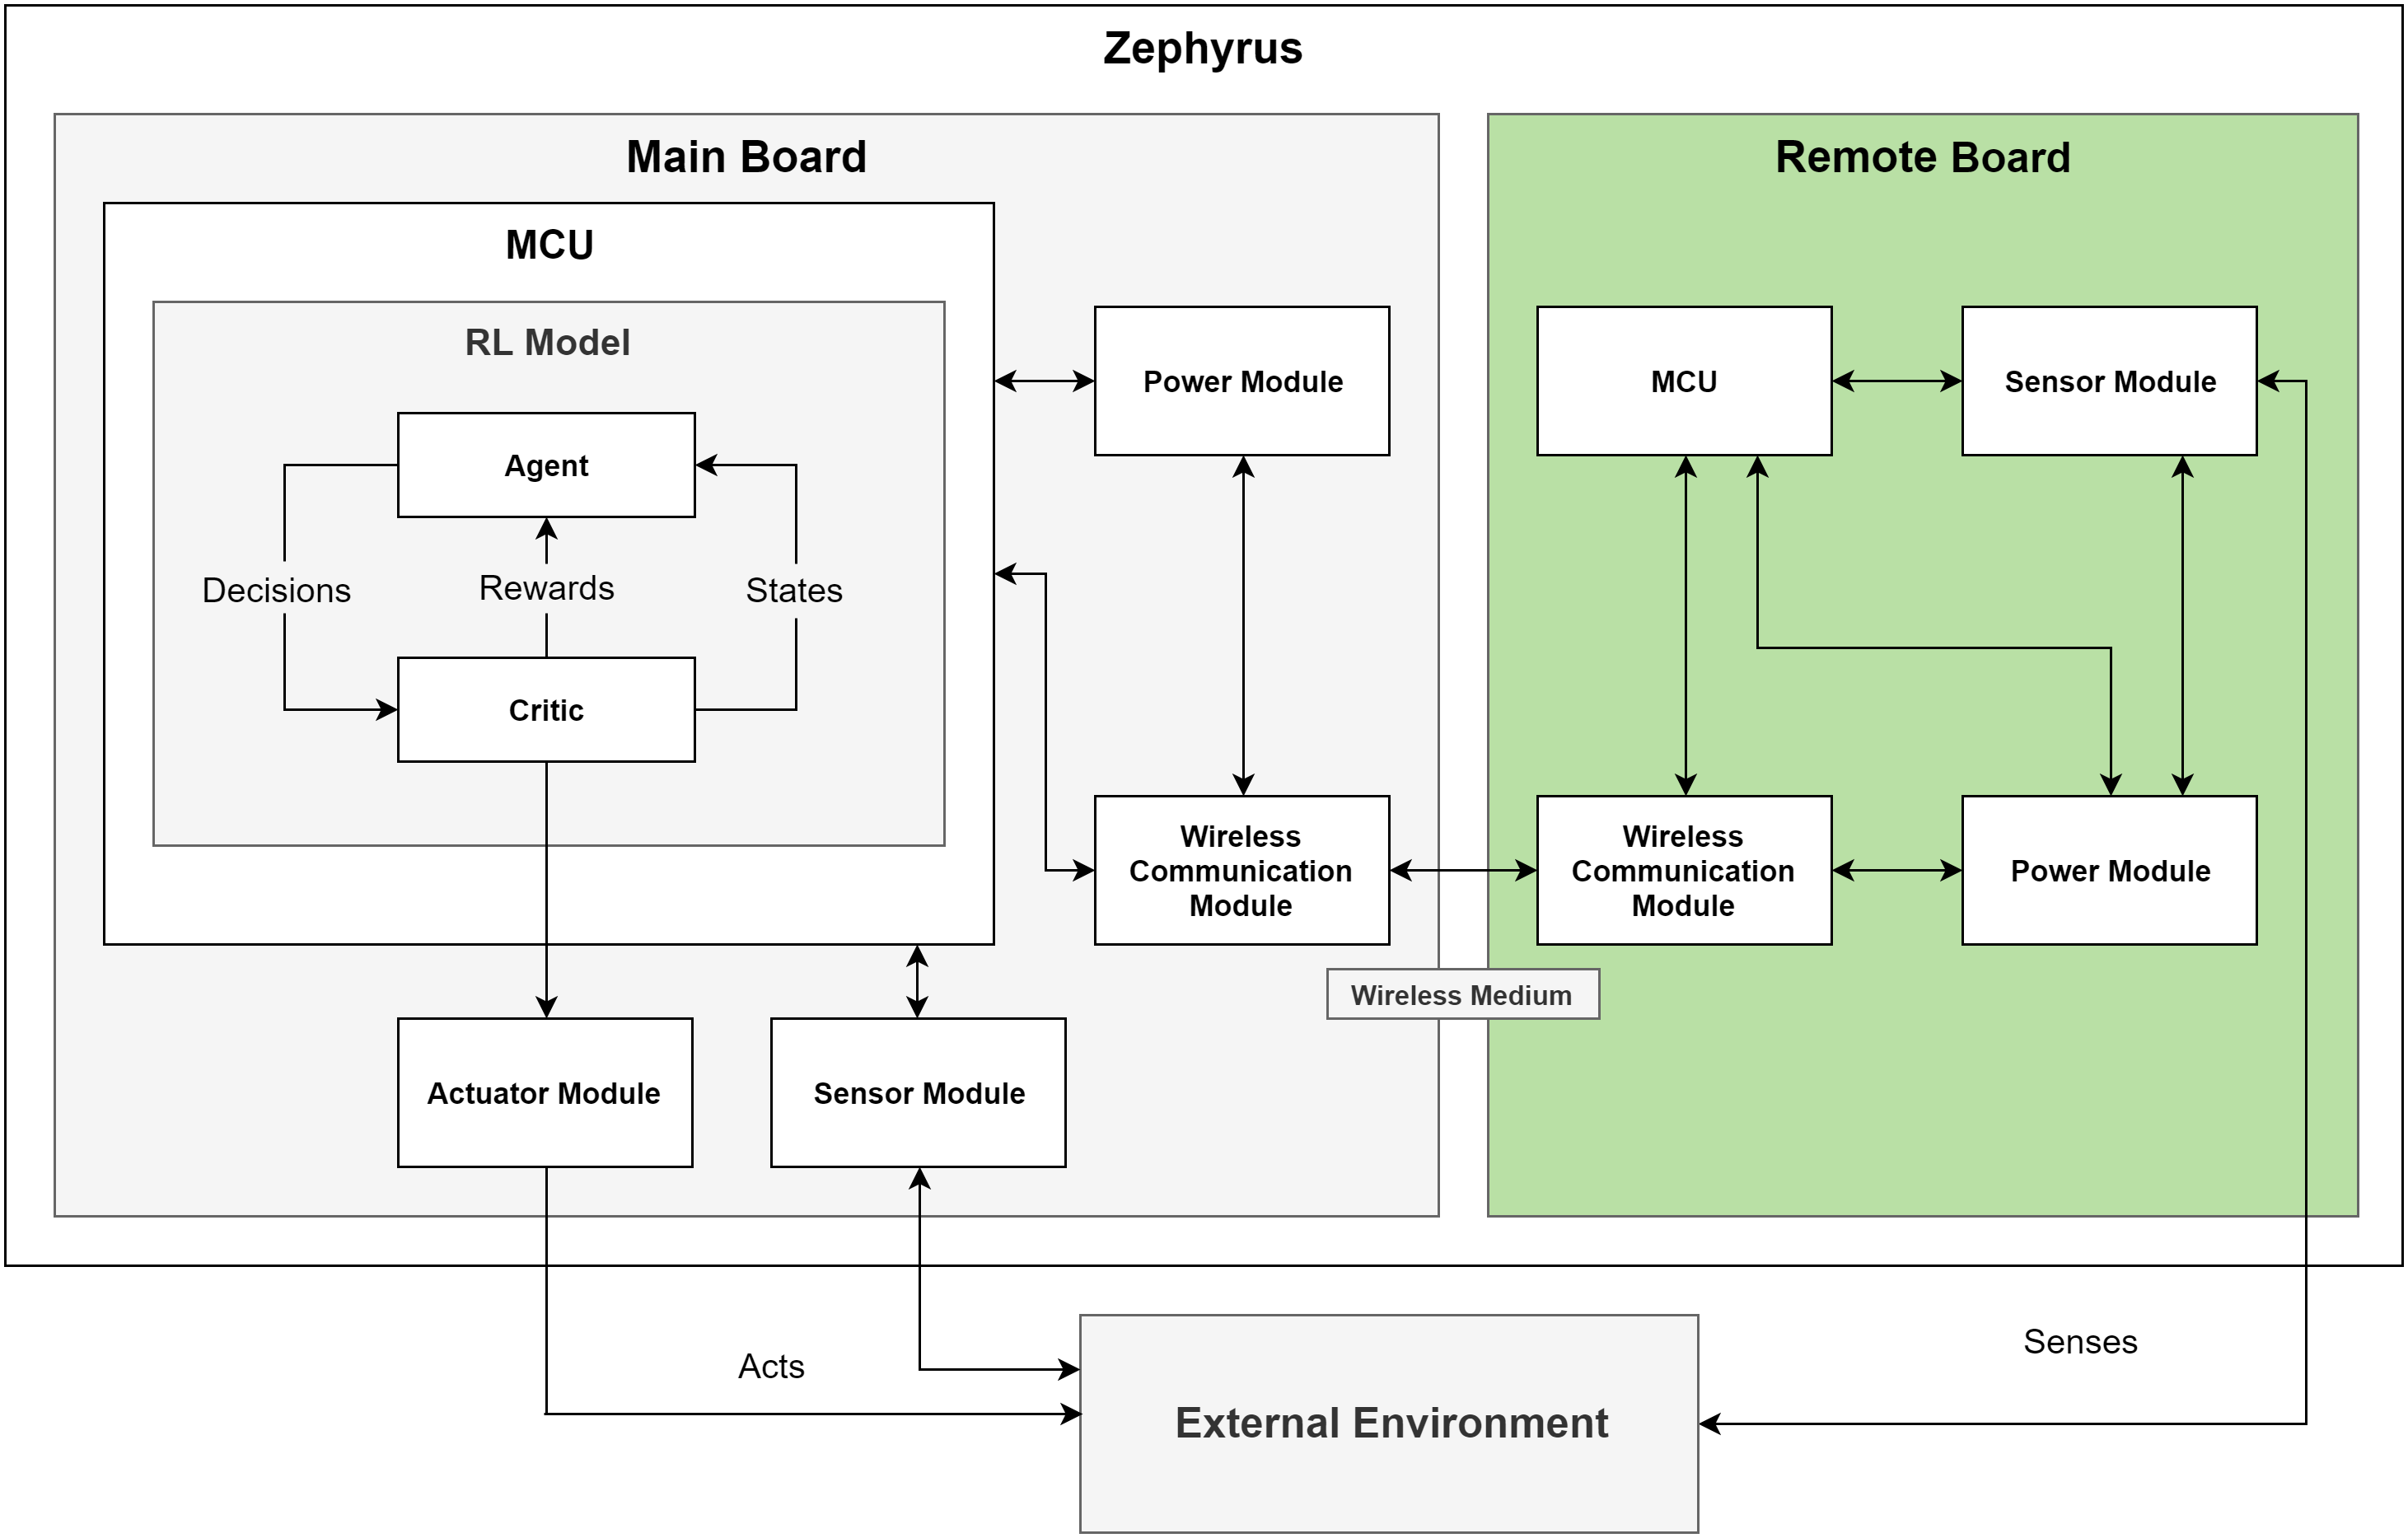 Zephyrus
Main Board
MCU
RL Model
Agent
Decisions
Rewards
States
Critic
Power Module
Wireless
Communication
Module
Actuator Module
Sensor Module
Remote Board
MCU
Sensor Module
Wireless
Communication
Module
Power Module
Wireless Medium
Acts
External Environment
Senses